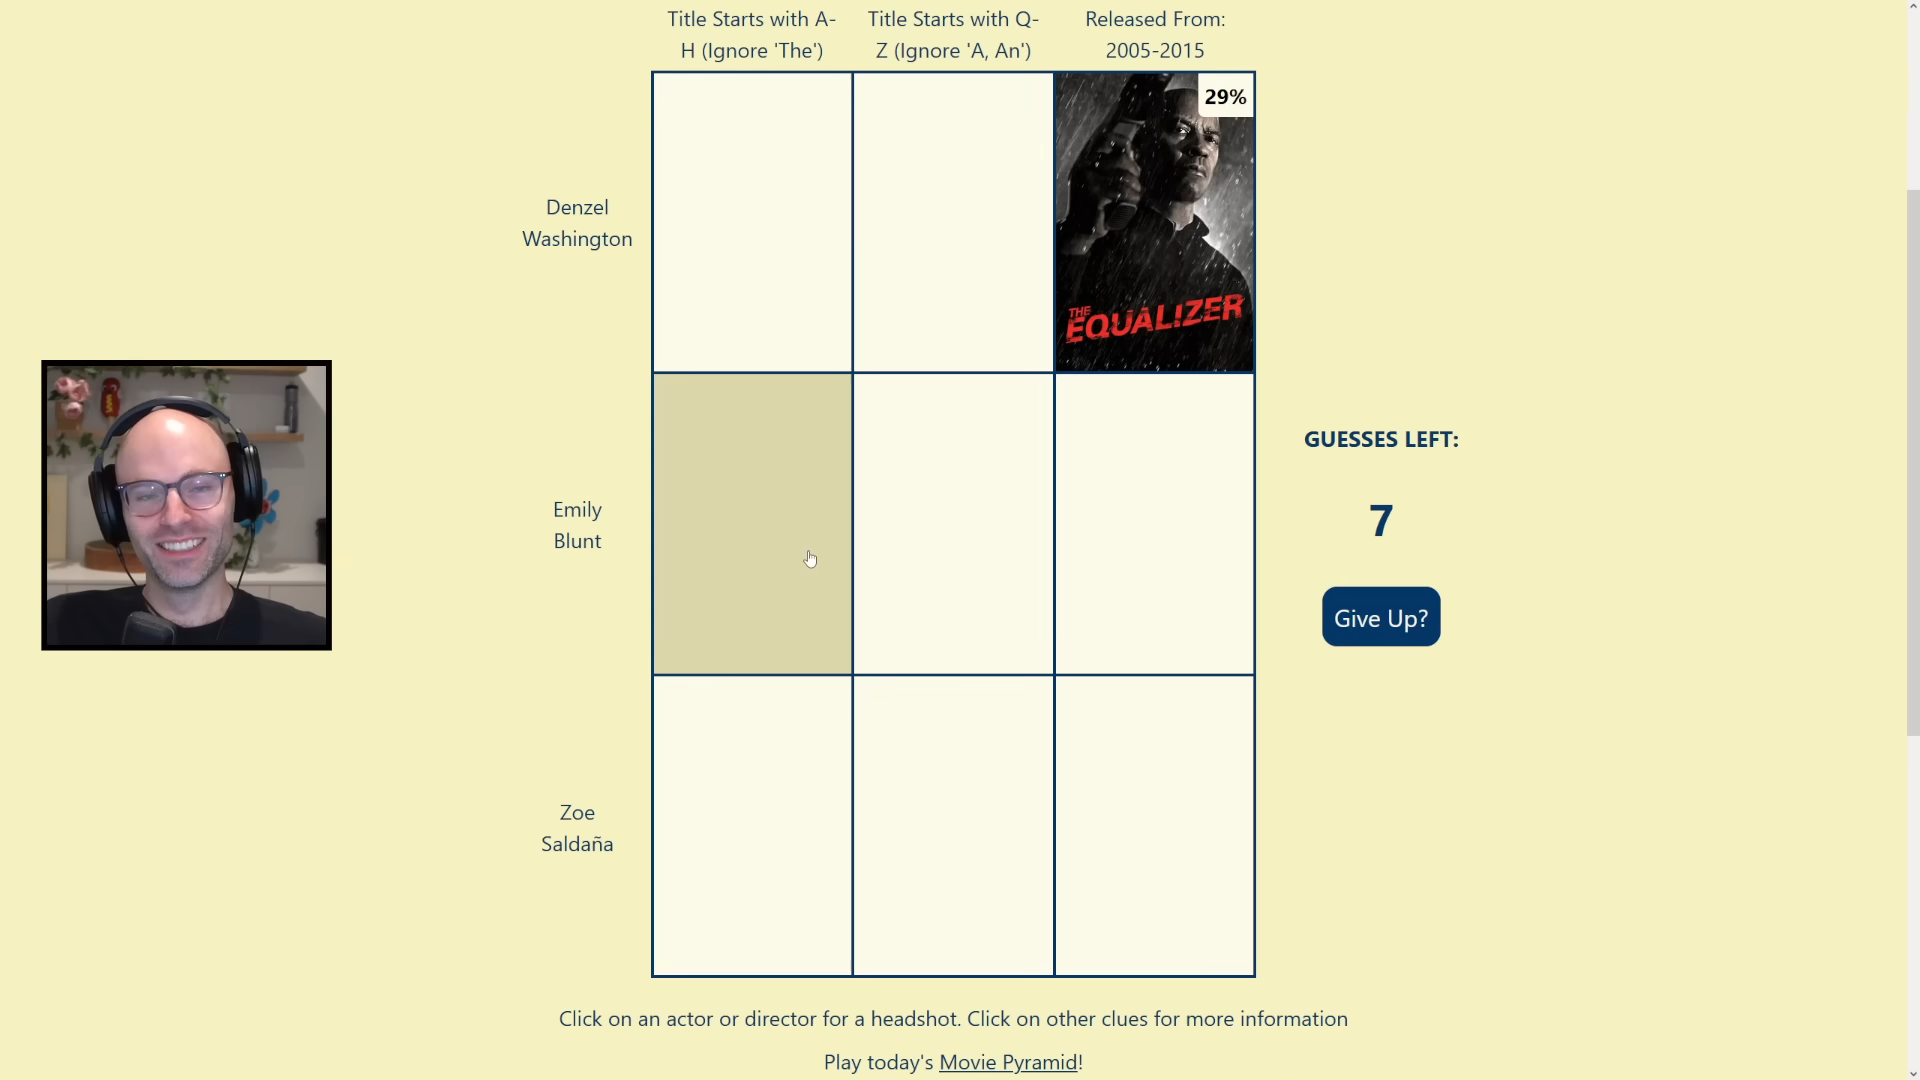 Title Starts with A-
H (Ignore 'The')
Title Starts with Q-
Z (Ignore 'A, An')
Released From:
2005-2015
29%
THE
EQUALIZER
Denzel
Washington
Emily
Blunt
GUESSES LEFT:
7
Give Up?
Zoe
Saldaña
Click on an actor or director for a headshot. Click on other clues for more information
Play today's Movie Pyramid!